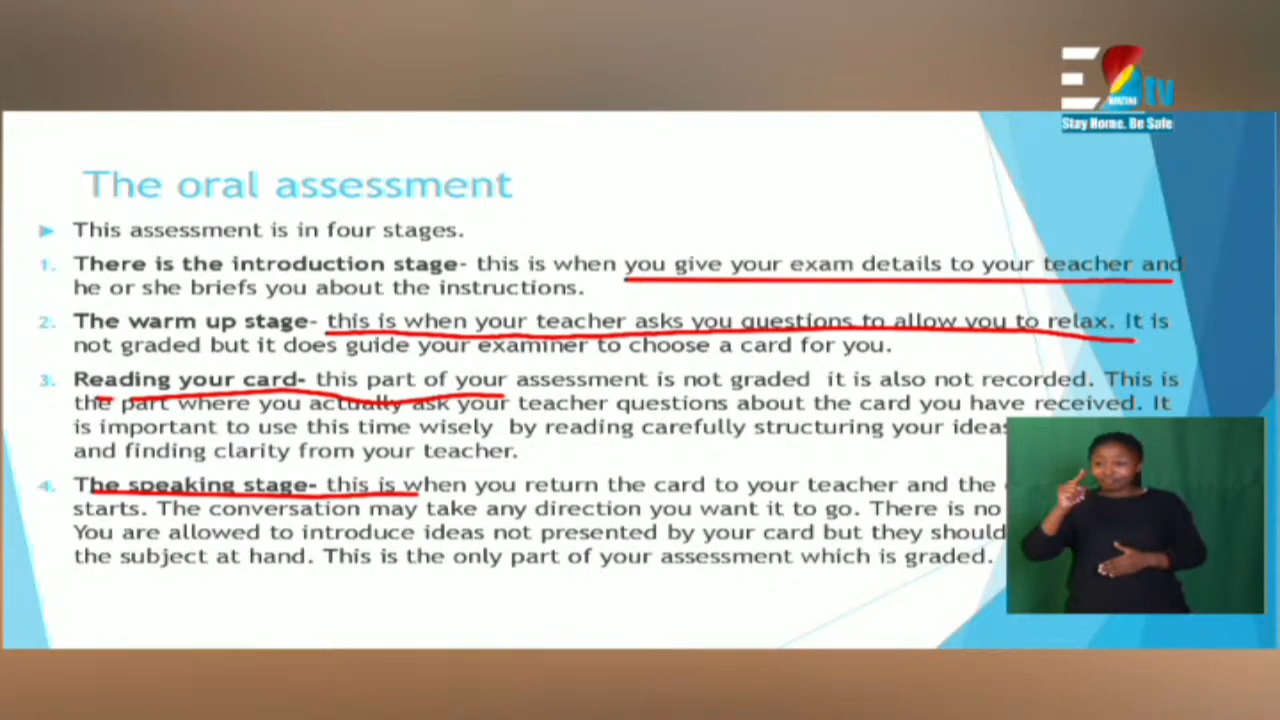 E tv
Stay Home. Be Safe
The oral assessment
This assessment is in four stages.
1. There is the introduction stage- this is when you give your exam details to your teacher and
he or she briefs you about the instructions.
2. The warm up stage- this is when your teacher asks you questions to allow you to relax. It is
not graded but it does guide your examiner to choose a card for you.
3. Reading your card- this part of your assessment is not graded it is also not recorded. This is
the part where you actually ask your teacher questions about the card you have received. It
is important to use this time wisely by reading carefully structuring your ideas
and finding clarity from your teacher.
4. The speaking stage- this is when you return the card to your teacher and the
starts. The conversation may take any direction you want it to go. There is no
You are allowed to introduce ideas not presented by your card but they should
the subject at hand. This is the only part of your assessment which is graded.